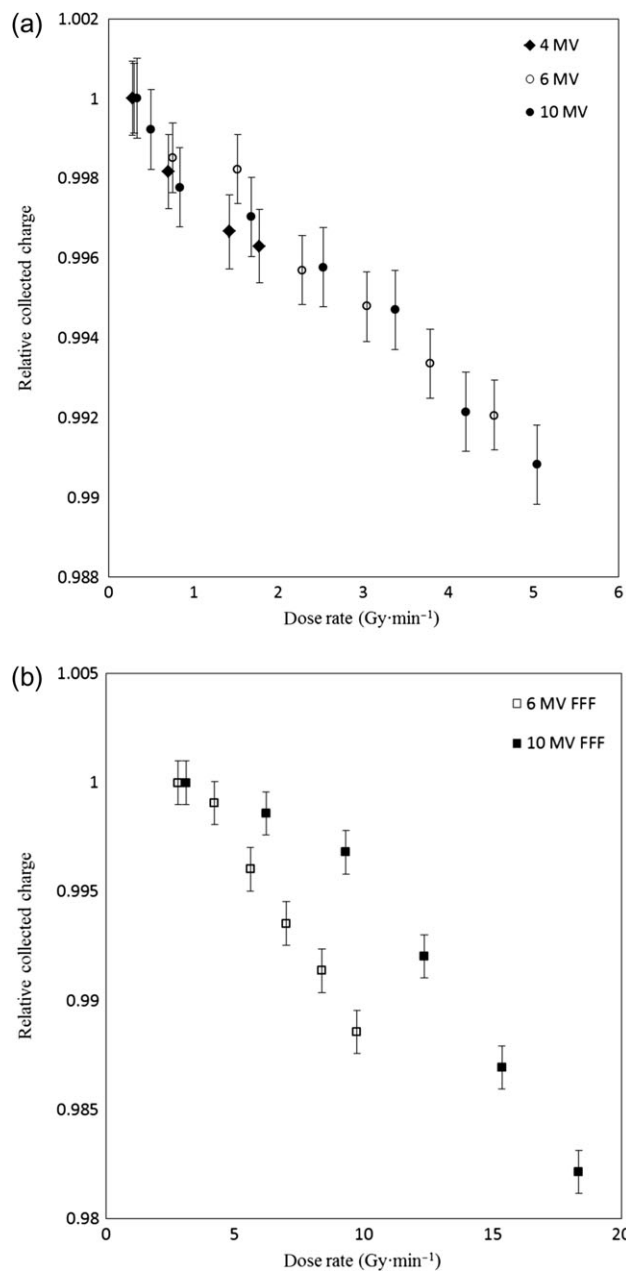 (a)
1.002
1
0.998
0.996
0.994
0.992
0.99
0.988
Relative collected charge
4 MV
6 MV
10 MV
0 1 2 3 4 5 6
Dose rate (Gy·min⁻¹)
(b)
1.005
1
0.995
0.99
0.985
0.98
Relative collected charge
6 MV FFF
10 MV FFF
0 5 10 15 20
Dose rate (Gy·min⁻¹)